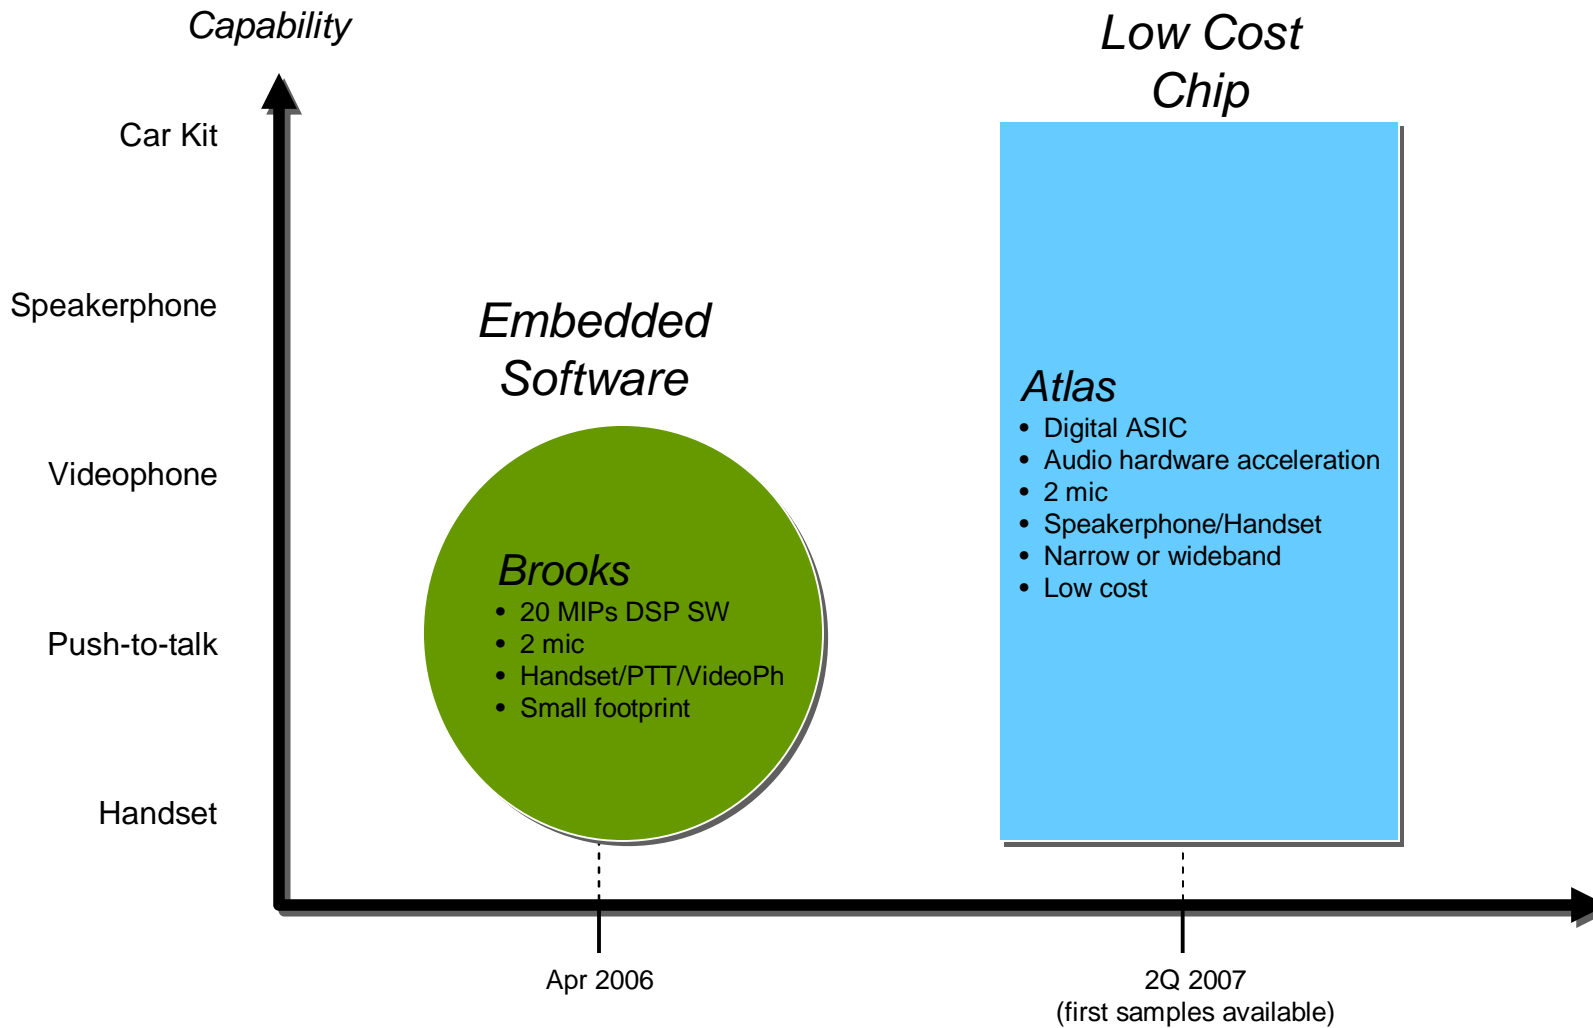 Capability
Low Cost
Chip
Car Kit
Speakerphone
Videophone
Push-to-talk
Handset
Embedded
Software
Brooks
• 20 MIPs DSP SW
• 2 mic
• Handset/PTT/VideoPh
• Small footprint
Atlas
• Digital ASIC
• Audio hardware acceleration
• 2 mic
• Speakerphone/Handset
• Narrow or wideband
• Low cost
Apr 2006
2Q 2007
(first samples available)